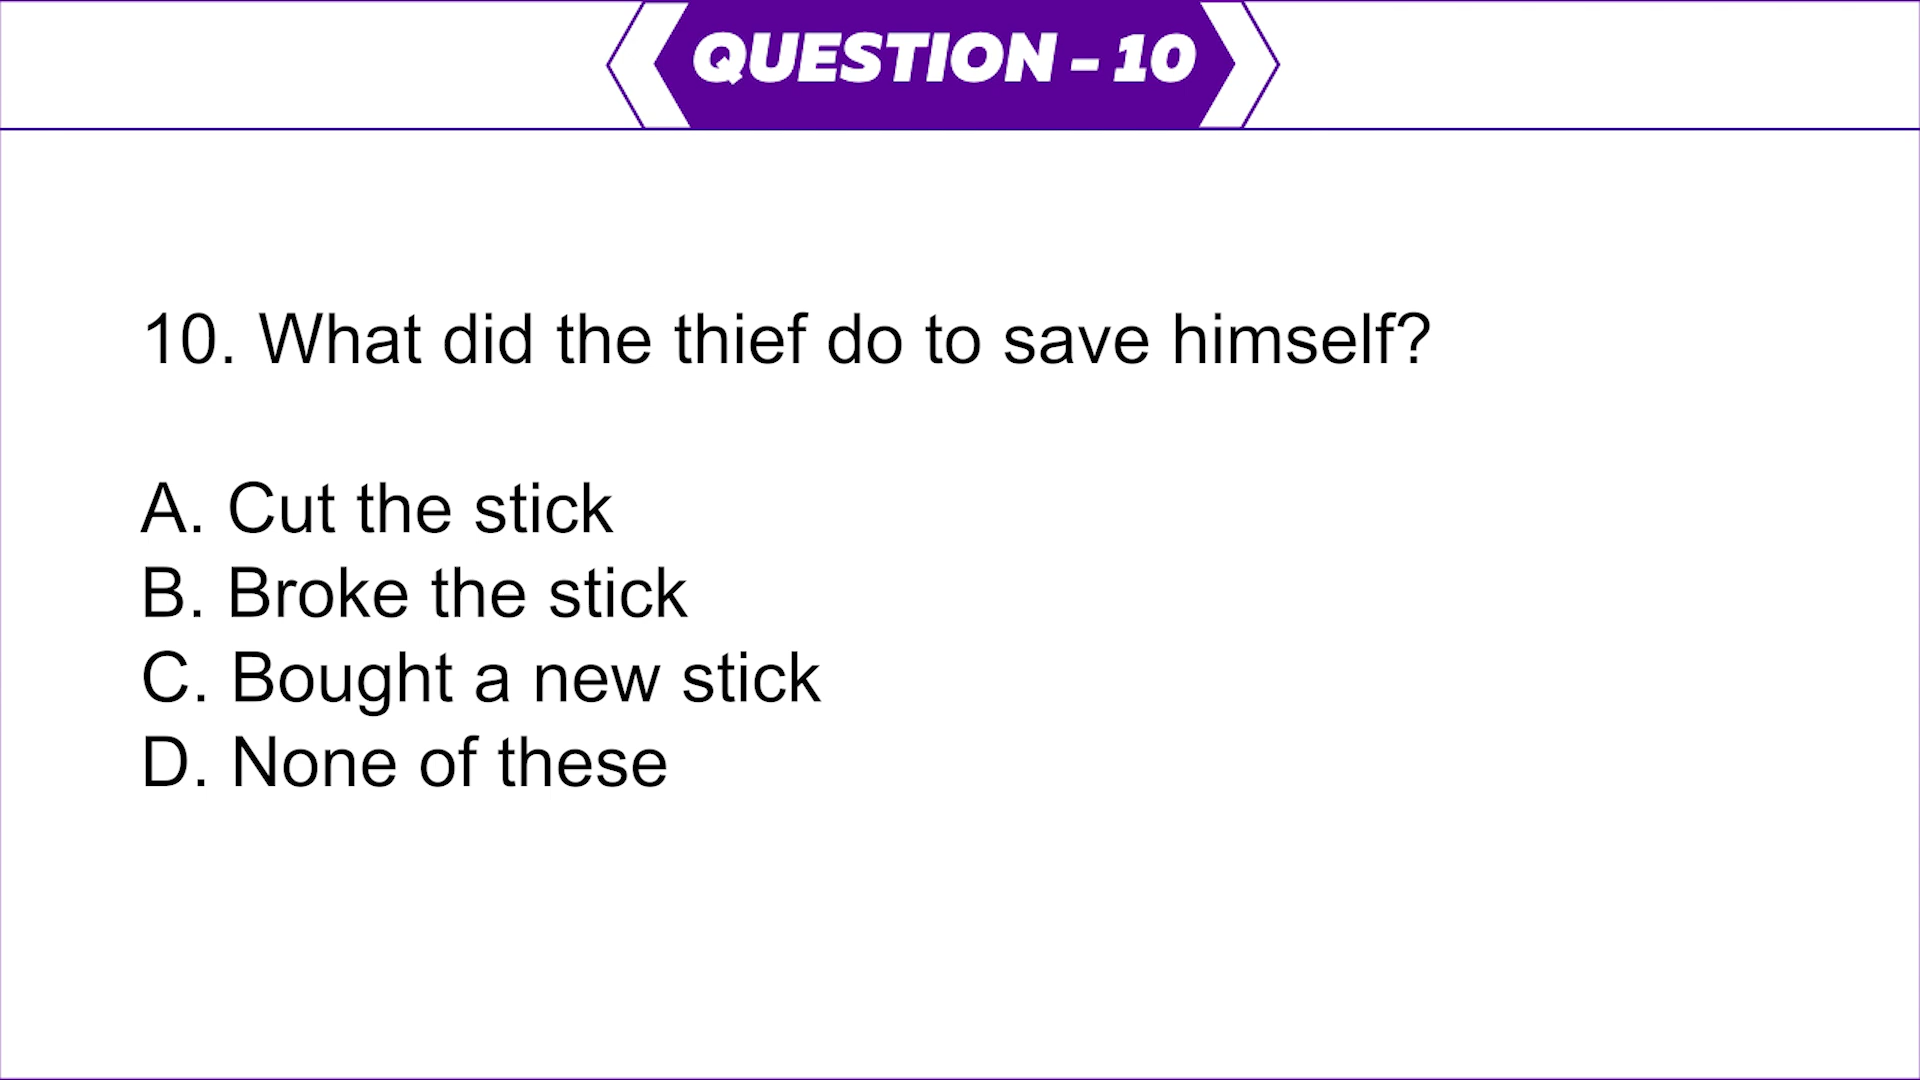 QUESTION - 10
10. What did the thief do to save himself?
A. Cut the stick
B. Broke the stick
C. Bought a new stick
D. None of these